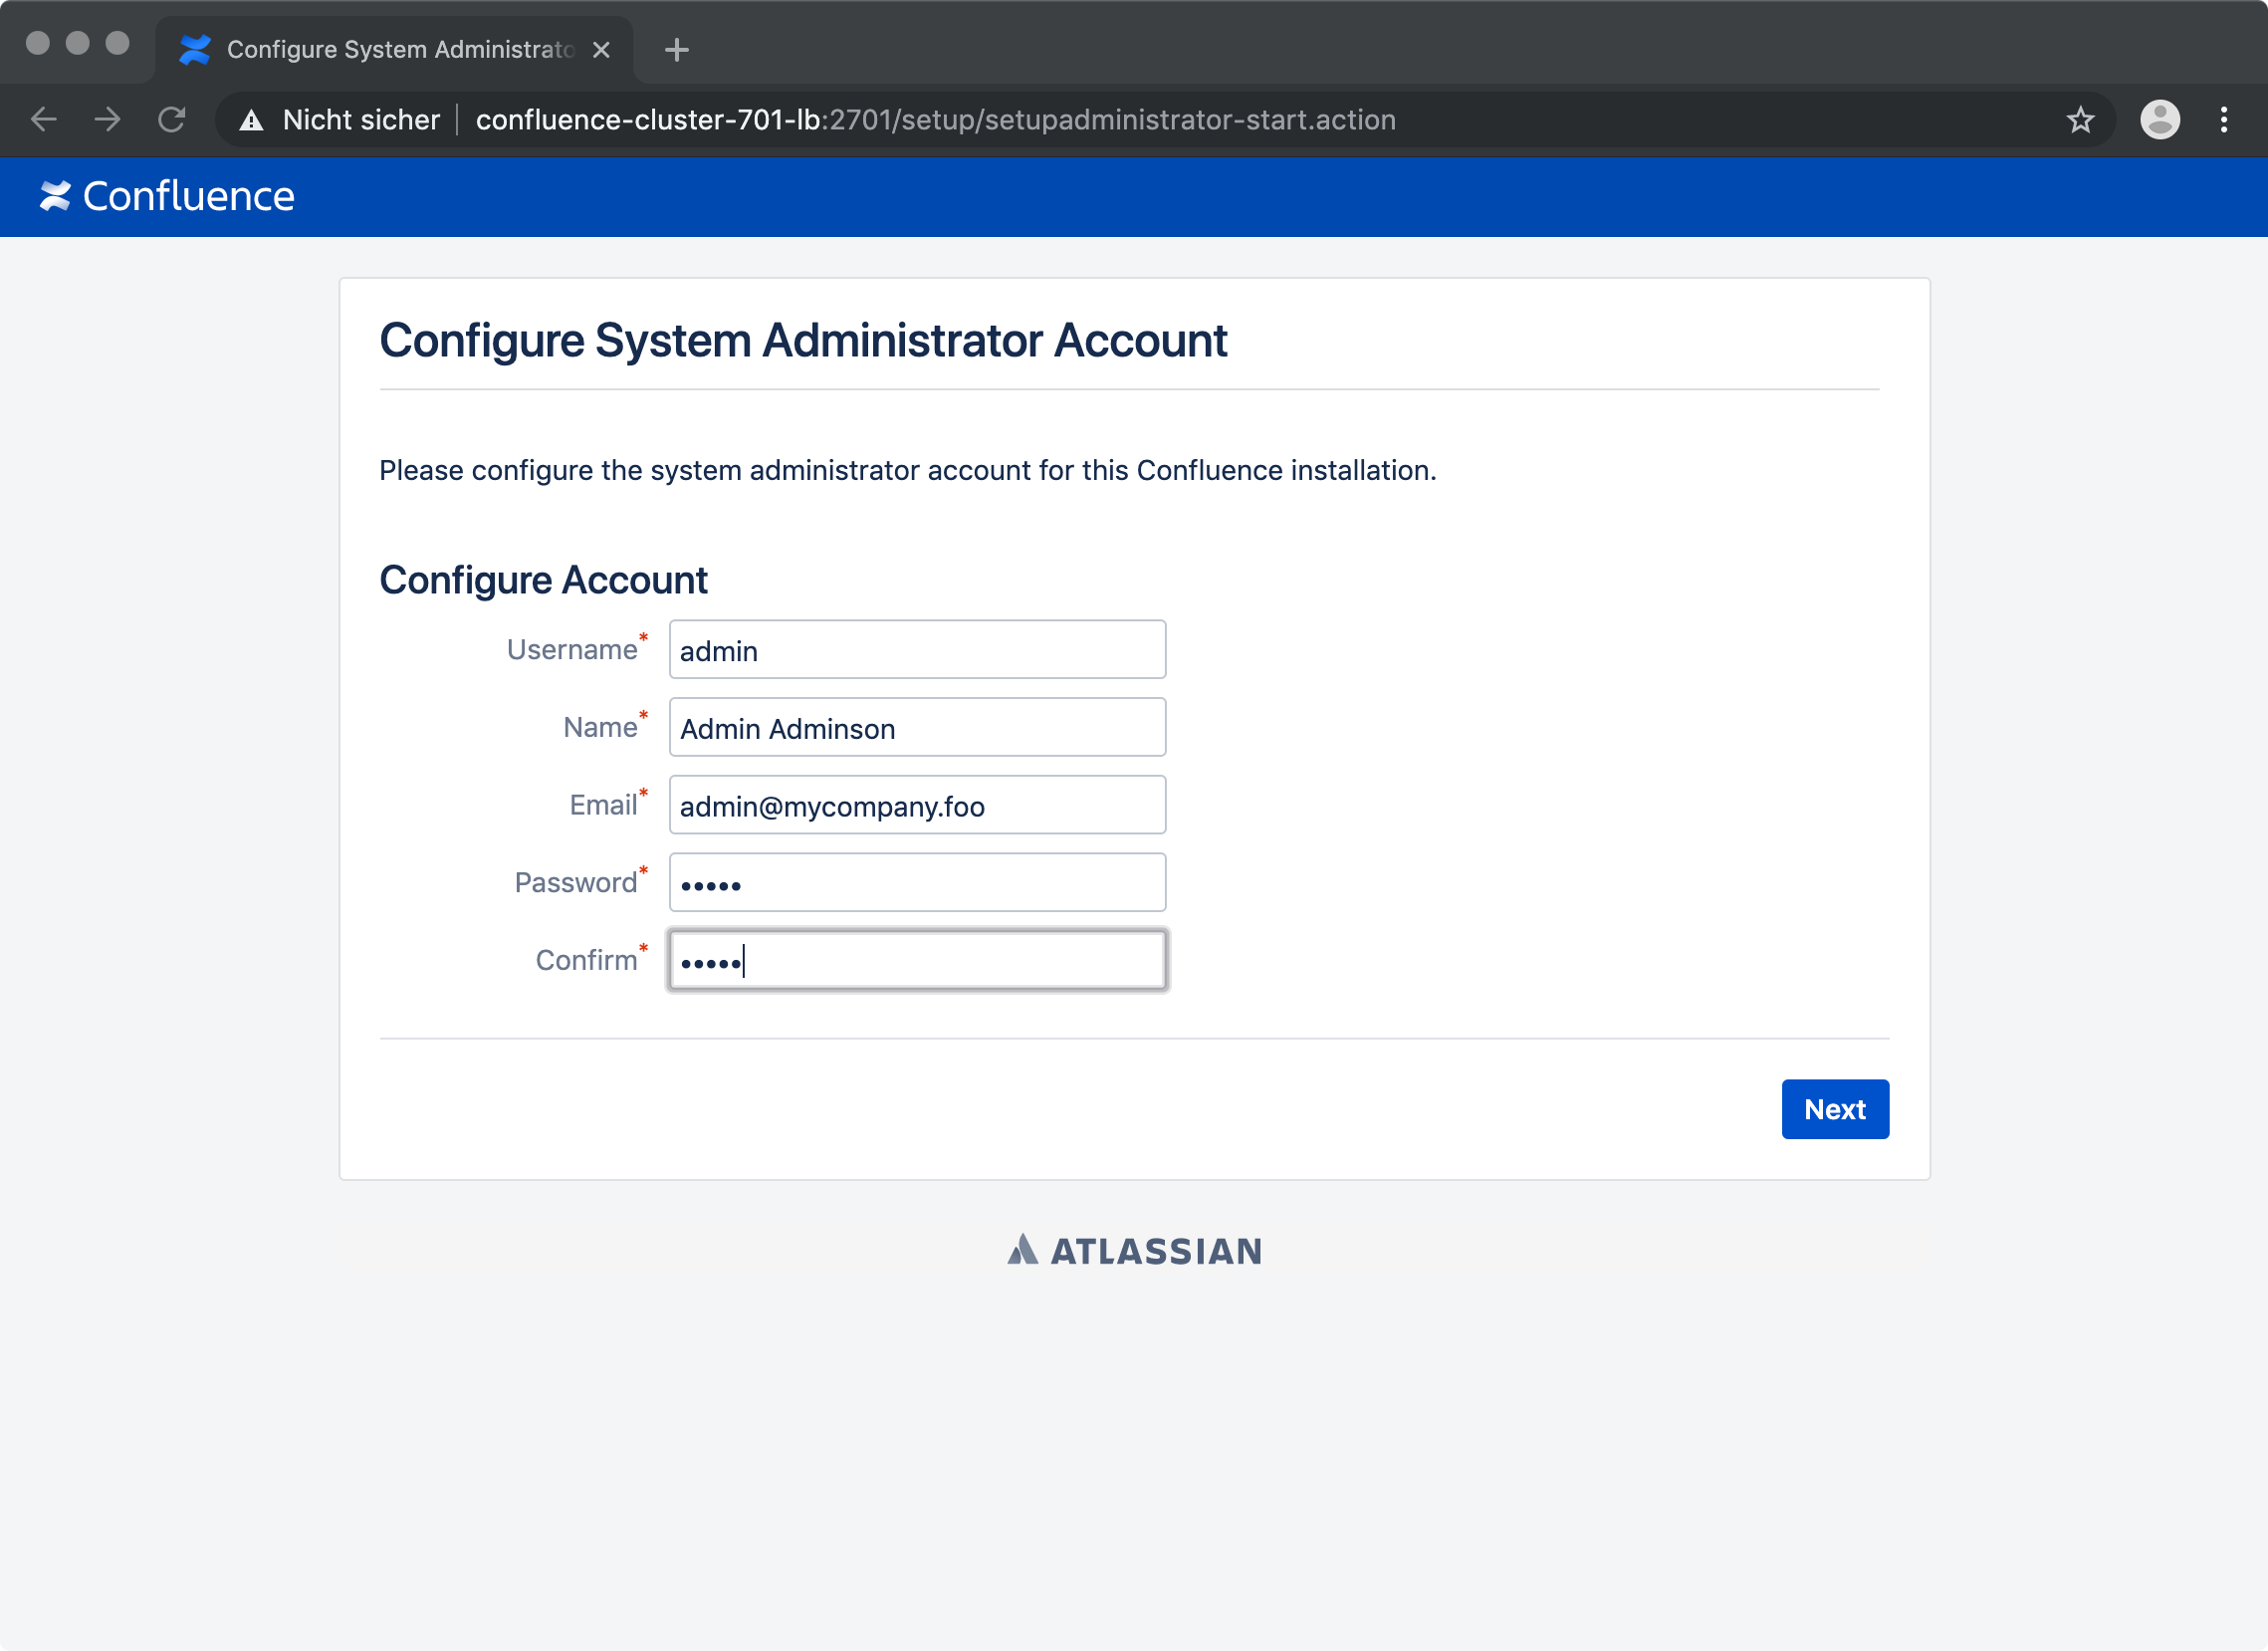 Configure System Administrato
Nicht sicher confluence-cluster-701-lb:2701/setup/setupadministrator-start.action
Confluence
Configure System Administrator Account
Please configure the system administrator account for this Confluence installation.
Configure Account
Username* admin
Name* Admin Adminson
Email* admin@mycompany.foo
Password* •••••
Confirm* •••••
Next
ATLASSIAN